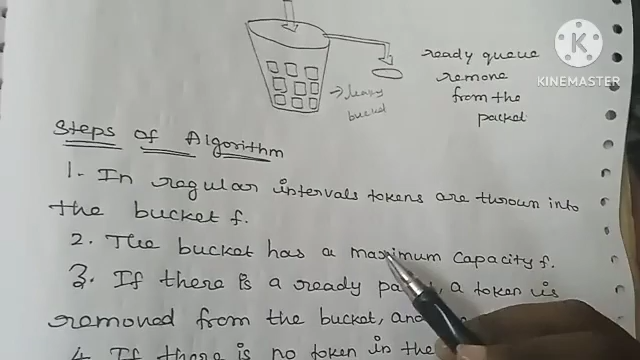 KINEMASTER
ready queue
remone
from the
packet
leaky
bucket
Steps of Algorithm
1. In regular intervals tokens are thrown into
the bucket f.
2. The bucket has a maximum capacity f.
3. If there is a ready a token is
removed from the bucket, and
4. If there is no token in the